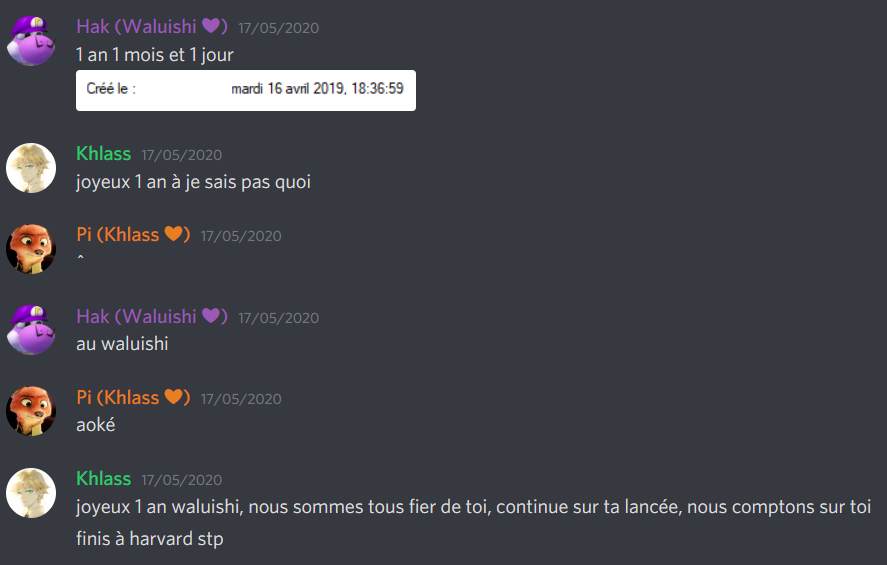 Hak (Waluishi 💜) 17/05/2020
1 an 1 mois et 1 jour
Créé le : mardi 16 avril 2019, 18:36:59
Khlass 17/05/2020
joyeux 1 an à je sais pas quoi
Pi (Khlass 🧡) 17/05/2020
^
Hak (Waluishi 💜) 17/05/2020
au waluishi
Pi (Khlass 🧡) 17/05/2020
aoké
Khlass 17/05/2020
joyeux 1 an waluishi, nous sommes tous fier de toi, continue sur ta lancée, nous comptons sur toi
finis à harvard stp